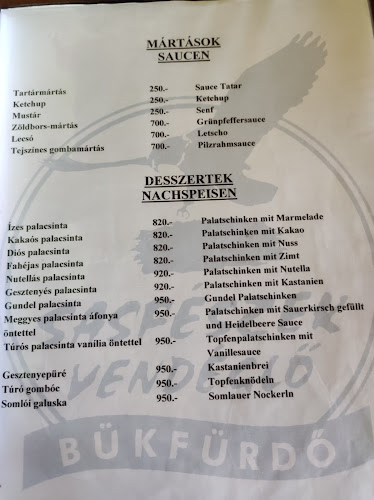 MÁRTÁSOK
SAUCEN
Tartármártás 250.- Sauce Tatar
Ketchup 250.- Ketchup
Mustár 250.- Senf
Zöldbors-mártás 700.- Grünpfeffersauce
Lecsó 700.- Letscho
Tejszínes gombamártás 700.- Pilzrahmsauce
DESSZERTEK
NACHSPEISEN
Ízes palacsinta 820.- Palatschinken mit Marmelade
Kakaós palacsinta 820.- Palatschinken mit Kakao
Diós palacsinta 820.- Palatschinken mit Nuss
Fahéjas palacsinta 820.- Palatschinken mit Zimt
Nutellás palacsinta 920.- Palatschinken mit Nutella
Gesztenyés palacsinta 920.- Palatschinken mit Kastanien
Gundel palacsinta 950.- Gundel Palatschinken
Meggyes palacsinta áfonya 950.- Palatschinken mit Sauerkirsch gefüllt
öntettel und Heidelbeere Sauce
Túrós palacsinta vanília öntettel 950.- Topfenpalatschinken mit
Vanillesauce
Gesztenyepüré 950.- Kastanienbrei
Túró gombóc 950.- Topfenknödeln
Somlói galuska 950.- Somlauer Nockerln
BÜKFÜRDŐ